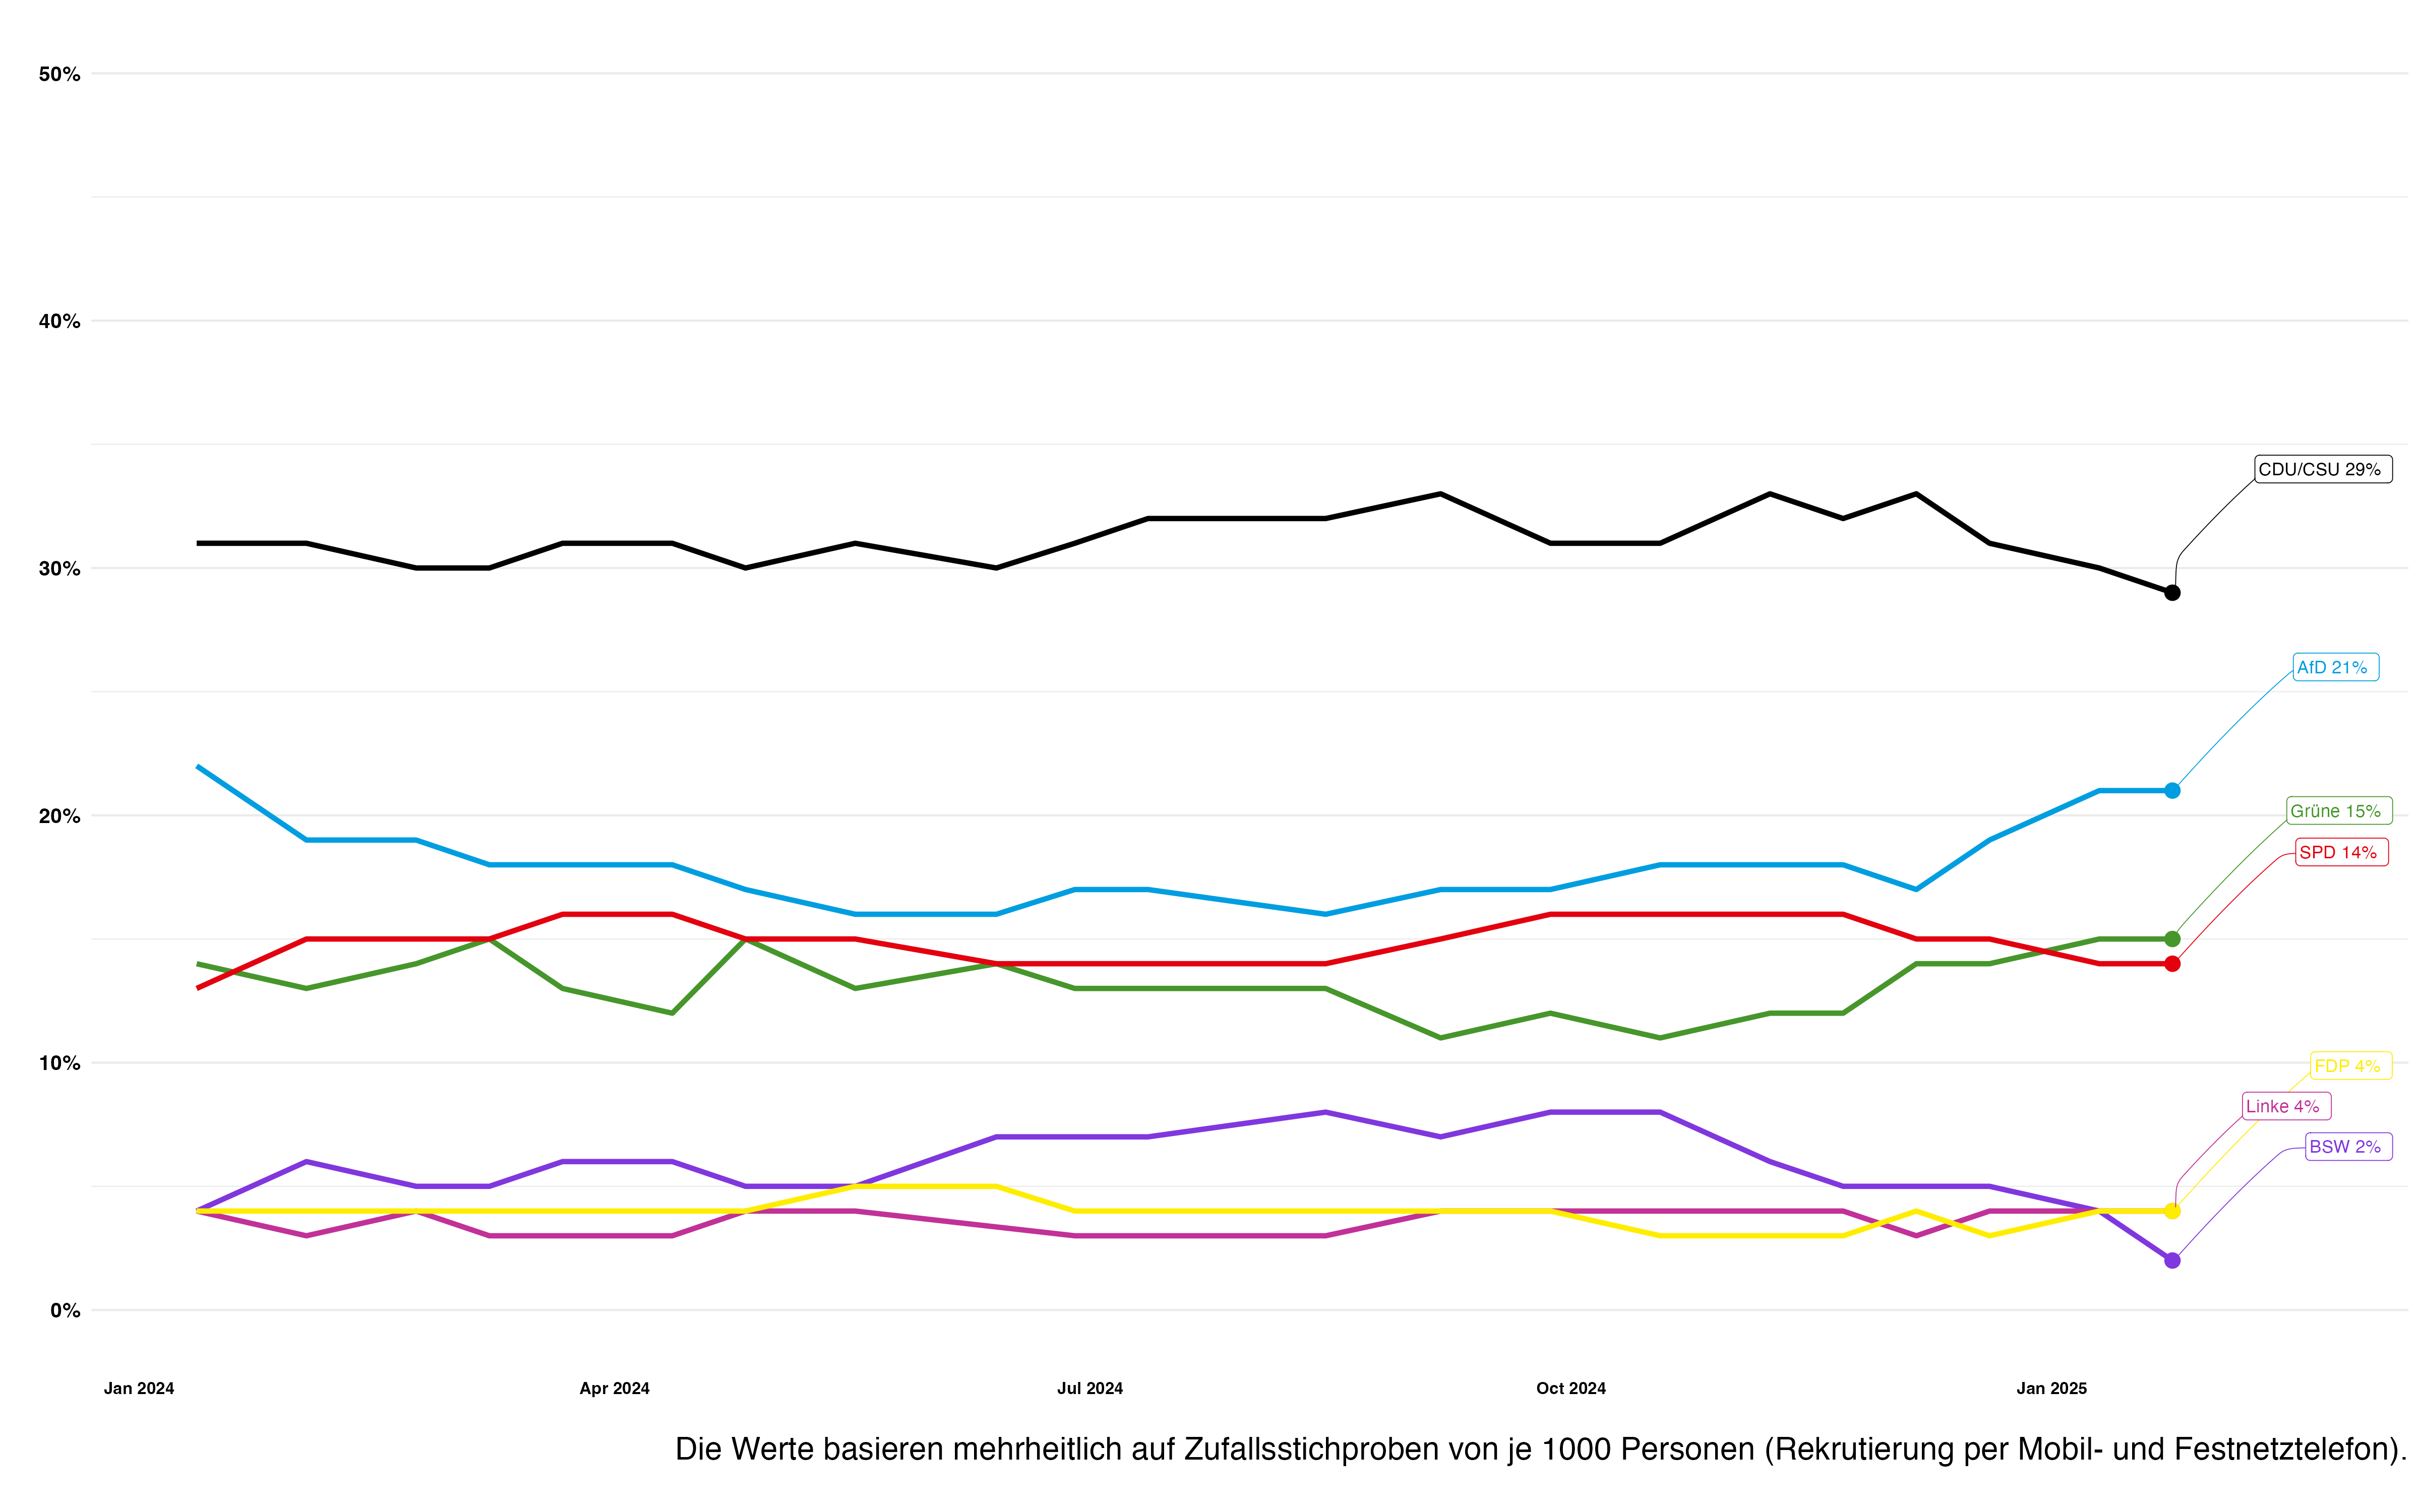 50%
40%
30%
20%
10%
0%
CDU/CSU 29%
AfD 21%
Grüne 15%
SPD 14%
FDP 4%
Linke 4%
BSW 2%
Jan 2024
Apr 2024
Jul 2024
Oct 2024
Jan 2025
Die Werte basieren mehrheitlich auf Zufallsstichproben von je 1000 Personen (Rekrutierung per Mobil- und Festnetztelefon).